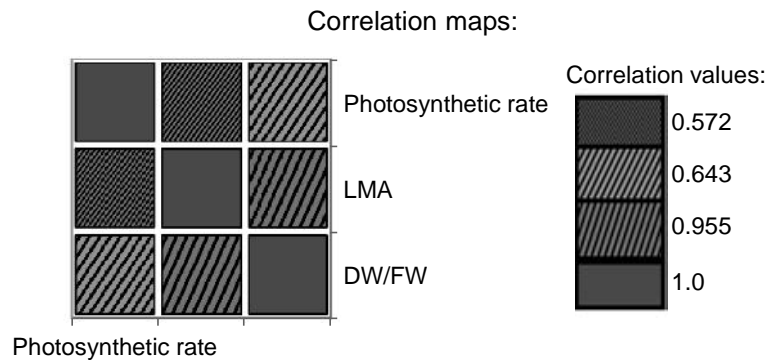 Correlation maps:
Photosynthetic rate
LMA
DW/FW
Photosynthetic rate
Correlation values:
0.572
0.643
0.955
1.0